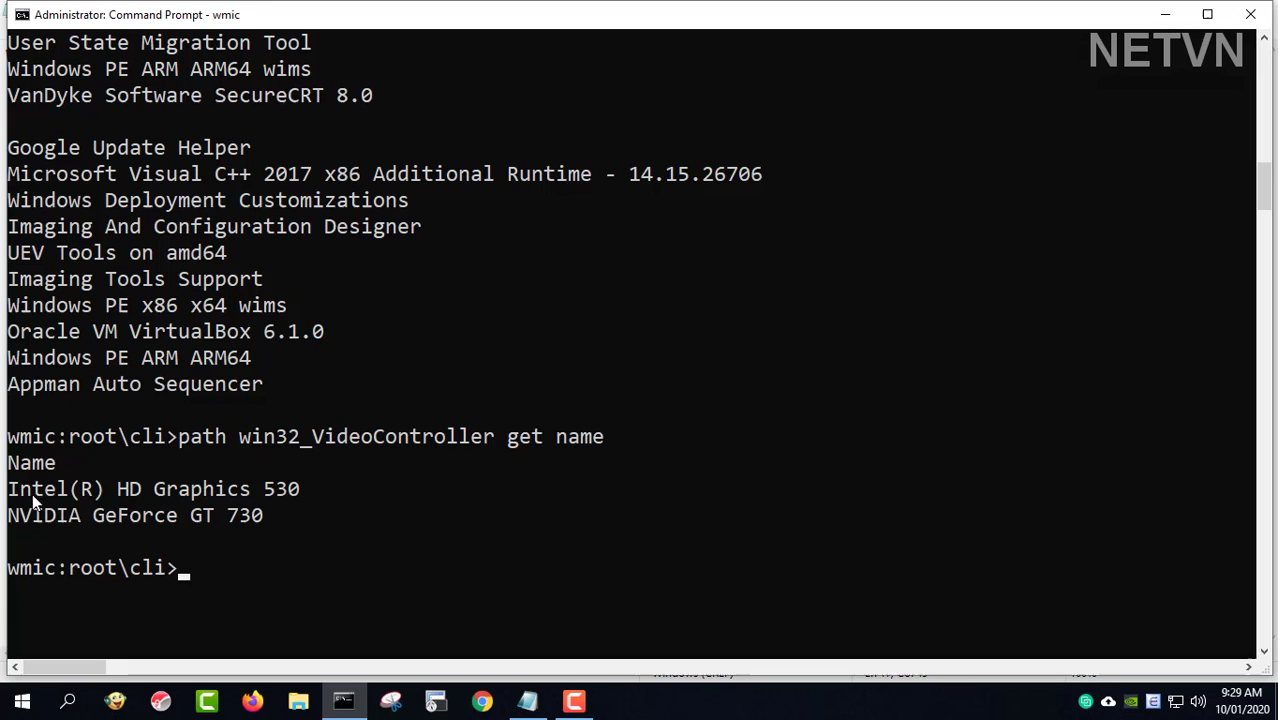 Administrator: Command Prompt - wmic
NETVN
User State Migration Tool
Windows PE ARM ARM64 wims
VanDyke Software SecureCRT 8.0
Google Update Helper
Microsoft Visual C++ 2017 x86 Additional Runtime - 14.15.26706
Windows Deployment Customizations
Imaging And Configuration Designer
UEV Tools on amd64
Imaging Tools Support
Windows PE x86 x64 wims
Oracle VM VirtualBox 6.1.0
Windows PE ARM ARM64
Appman Auto Sequencer
wmic:root\cli>path win32_VideoController get name
Name
Intel(R) HD Graphics 530
NVIDIA GeForce GT 730
wmic:root\cli>
9:29 AM
10/01/2020